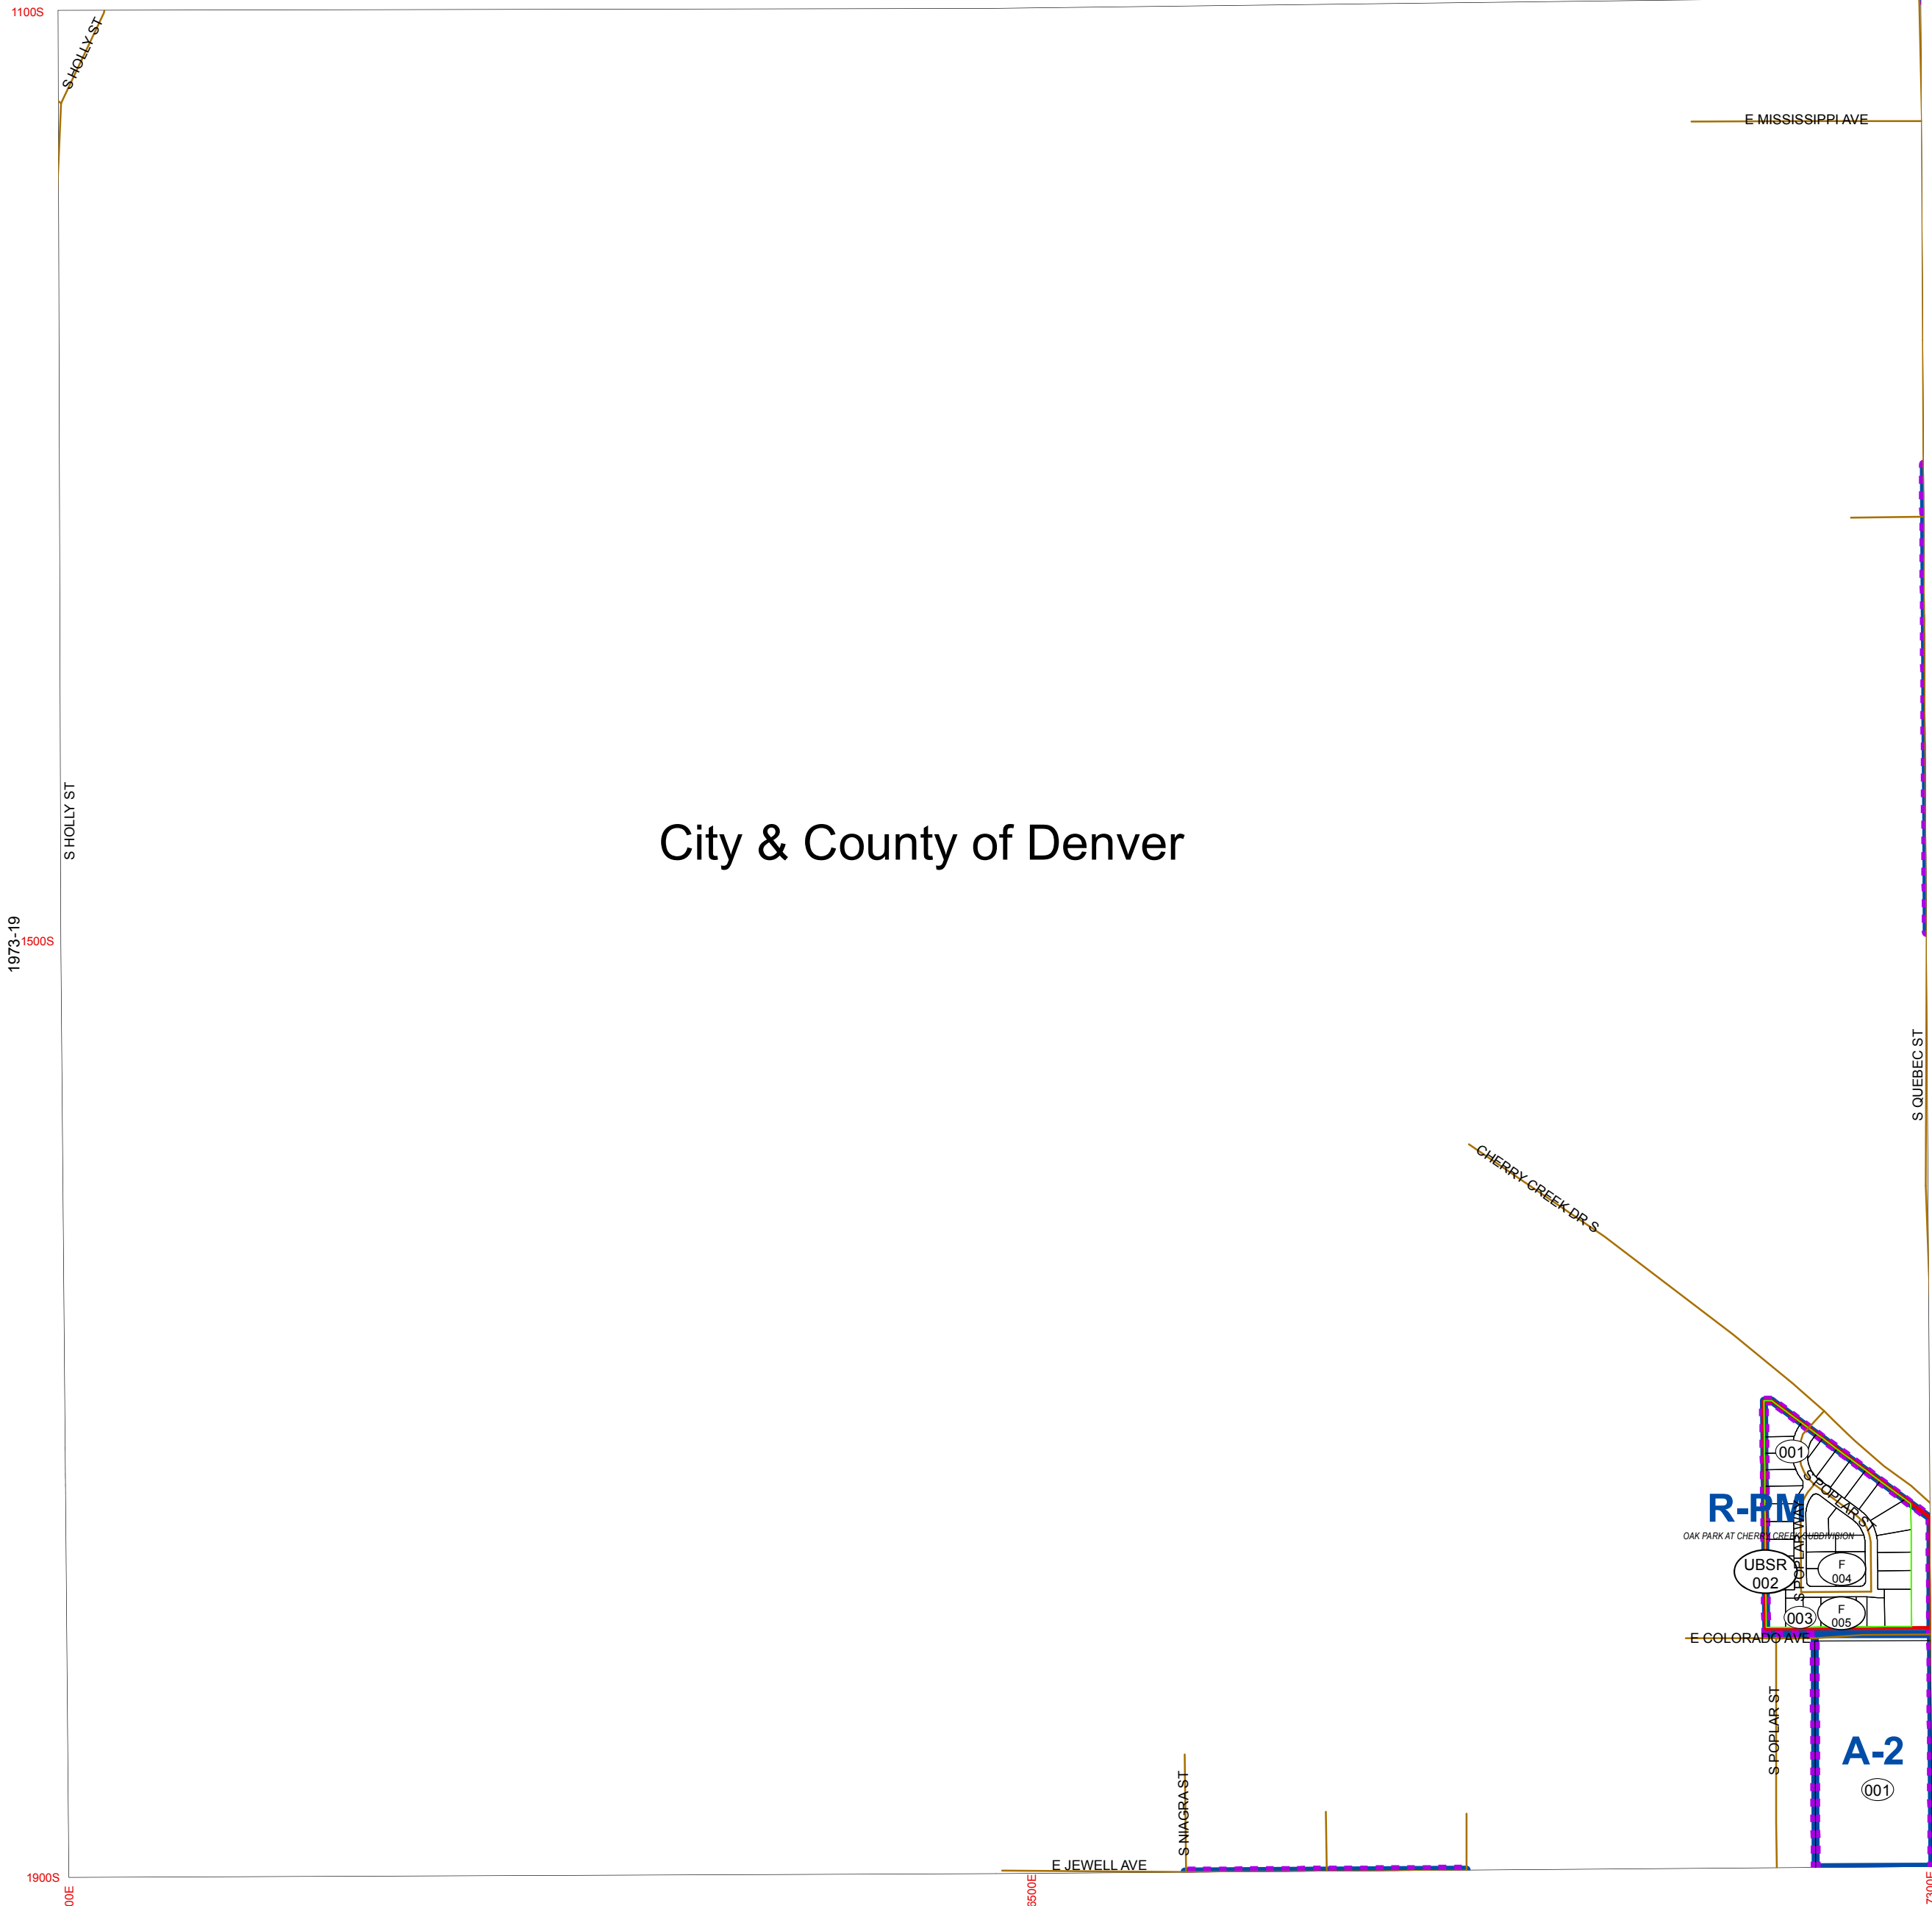 1100S
S HOLLY ST
E MISSISSIPPI AVE
S HOLLY ST
City & County of Denver
1973-19
1500S
S QUEBEC ST
CHERRY CREEK DR S
001
S POPLAR ST
R-PM
S POPLAR WAY
OAK PARK AT CHERRY CREEK SUBDIVISION
UBSR
002
F
004
F
005
003
E COLORADO AVE
S POPLAR ST
A-2
001
S NIAGRA ST
E JEWELL AVE
1900S
00E
6500E
7300E